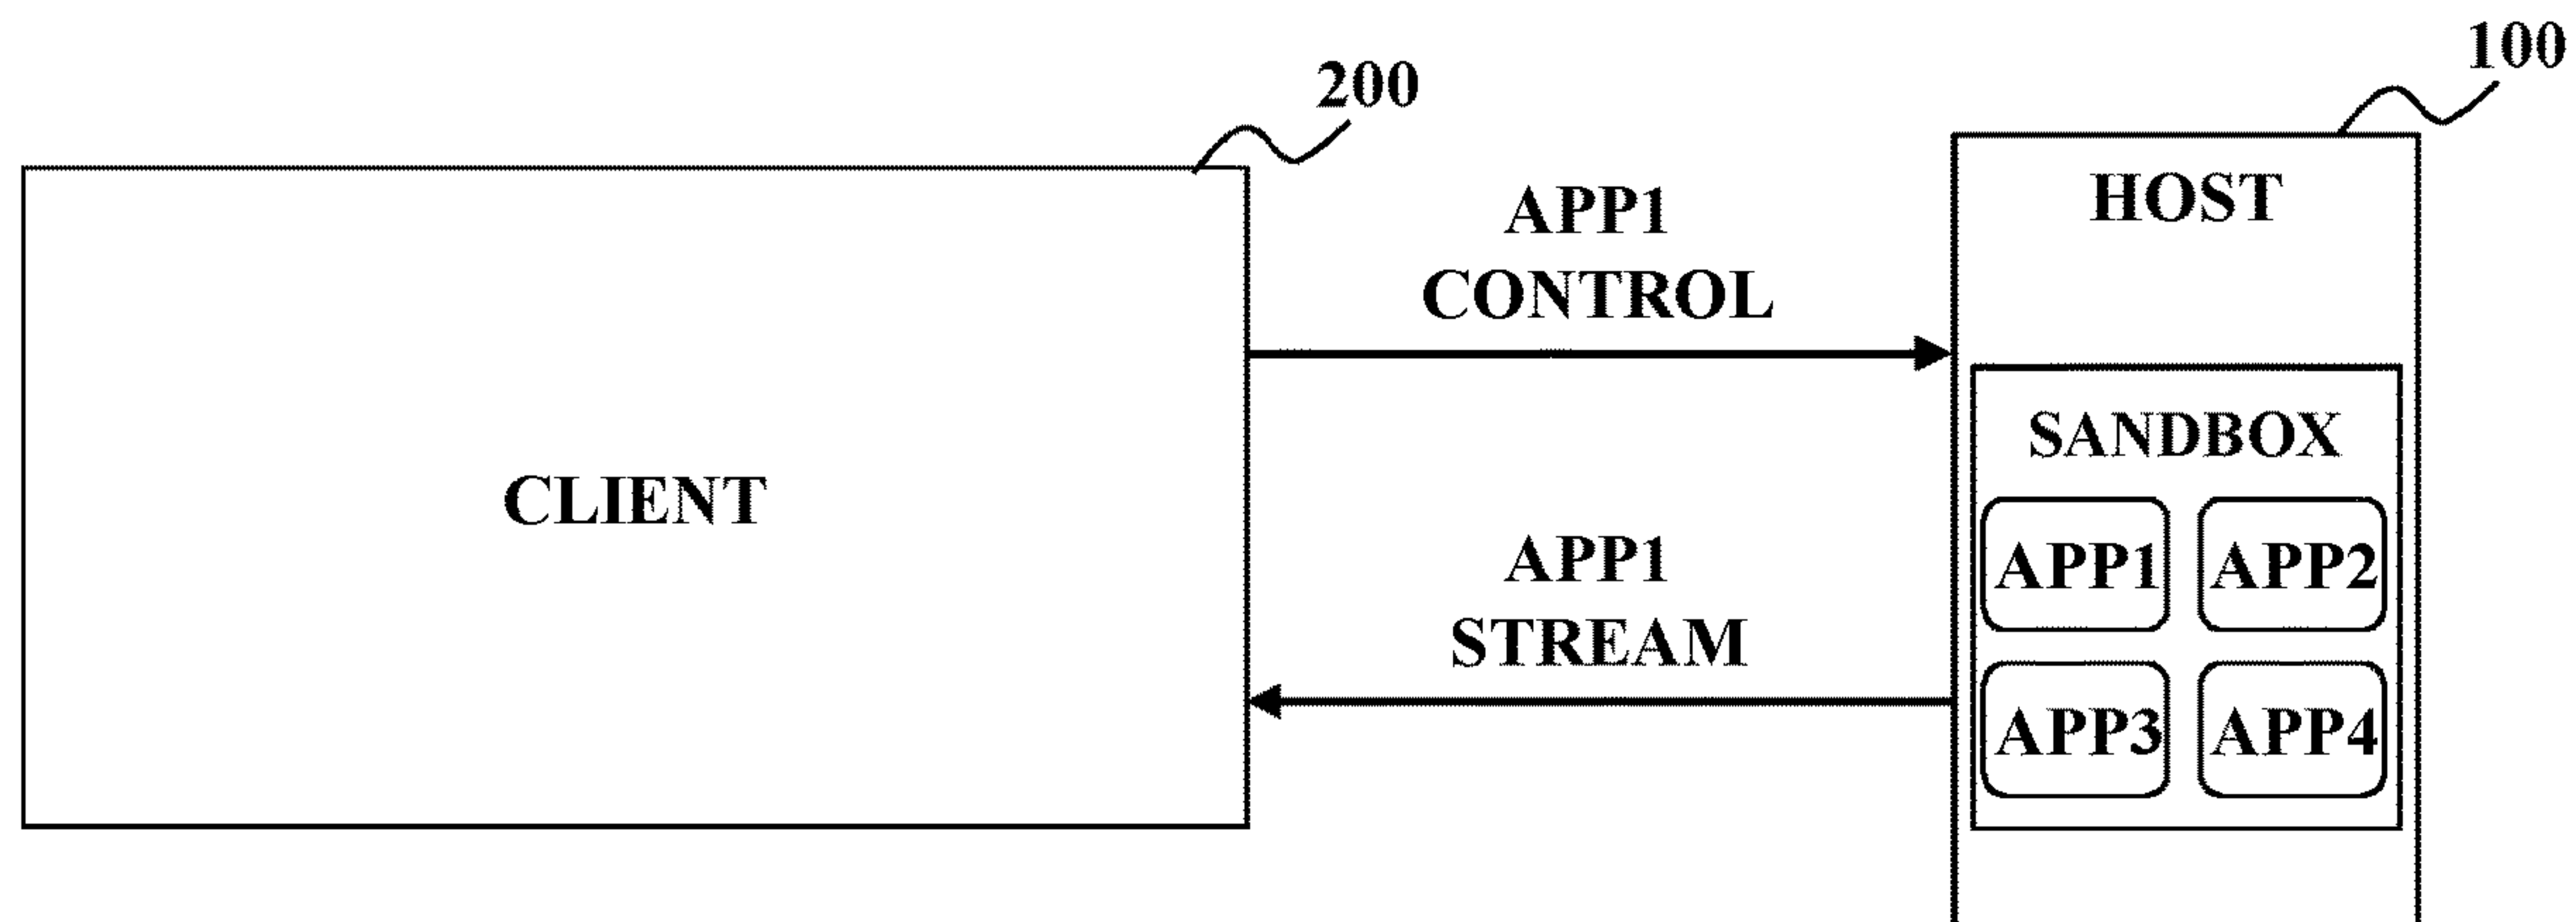 100
200
HOST
APP1
CONTROL
SANDBOX
CLIENT
APP1
STREAM
APP1 APP2
APP3 APP4